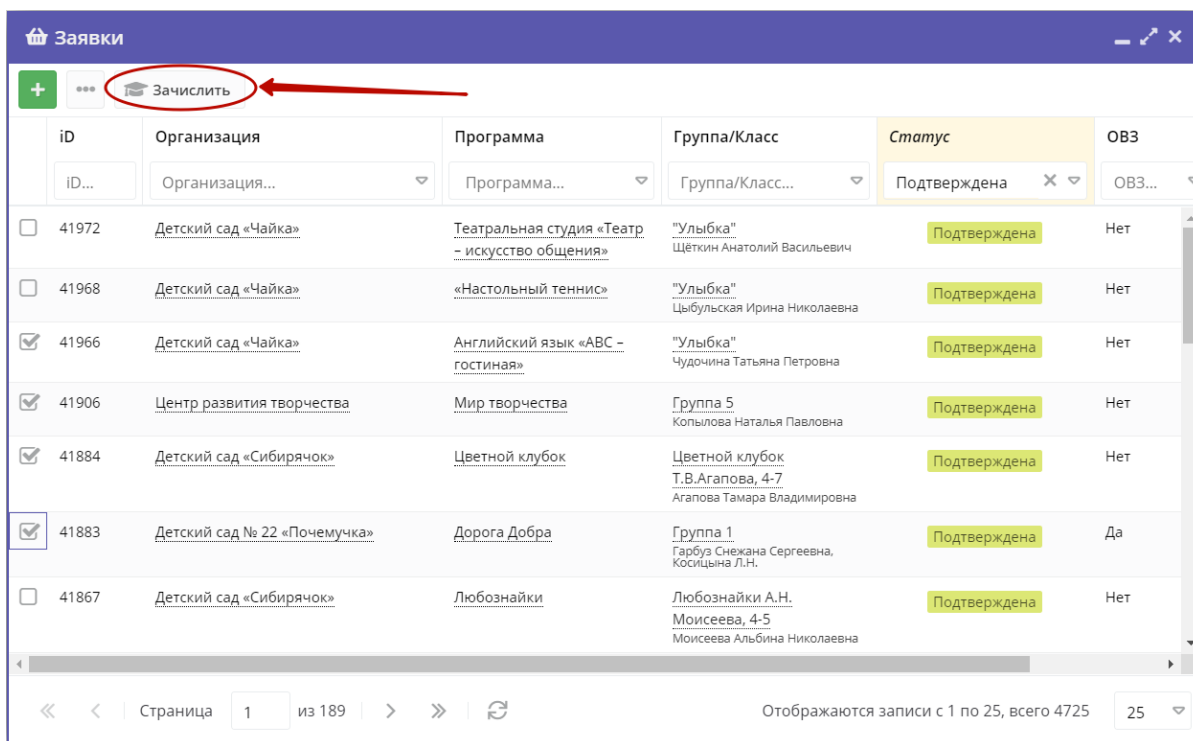 Заявки
Зачислить
iD
Организация
Программа
Группа/Класс
Статус
ОВЗ
iD...
Организация...
Программа...
Группа/Класс...
Подтверждена
ОВЗ...
41972
Детский сад «Чайка»
Театральная студия «Театр
– искусство общения»
"Улыбка"
Щёткин Анатолий Васильевич
Подтверждена
Нет
41968
Детский сад «Чайка»
«Настольный теннис»
"Улыбка"
Цыбульская Ирина Николаевна
Подтверждена
Нет
41966
Детский сад «Чайка»
Английский язык «АВС –
гостиная»
"Улыбка"
Чудочина Татьяна Петровна
Подтверждена
Нет
41906
Центр развития творчества
Мир творчества
Группа 5
Копылова Наталья Павловна
Подтверждена
Нет
41884
Детский сад «Сибирячок»
Цветной клубок
Цветной клубок
Т.В.Агапова, 4-7
Агапова Тамара Владимировна
Подтверждена
Нет
41883
Детский сад № 22 «Почемучка»
Дорога Добра
Группа 1
Гарбуз Снежана Сергеевна,
Косицына Л.Н.
Подтверждена
Да
41867
Детский сад «Сибирячок»
Любознайки
Любознайки А.Н.
Моисеева, 4-5
Моисеева Альбина Николаевна
Подтверждена
Нет
Страница 1 из 189
Отображаются записи с 1 по 25, всего 4725
25